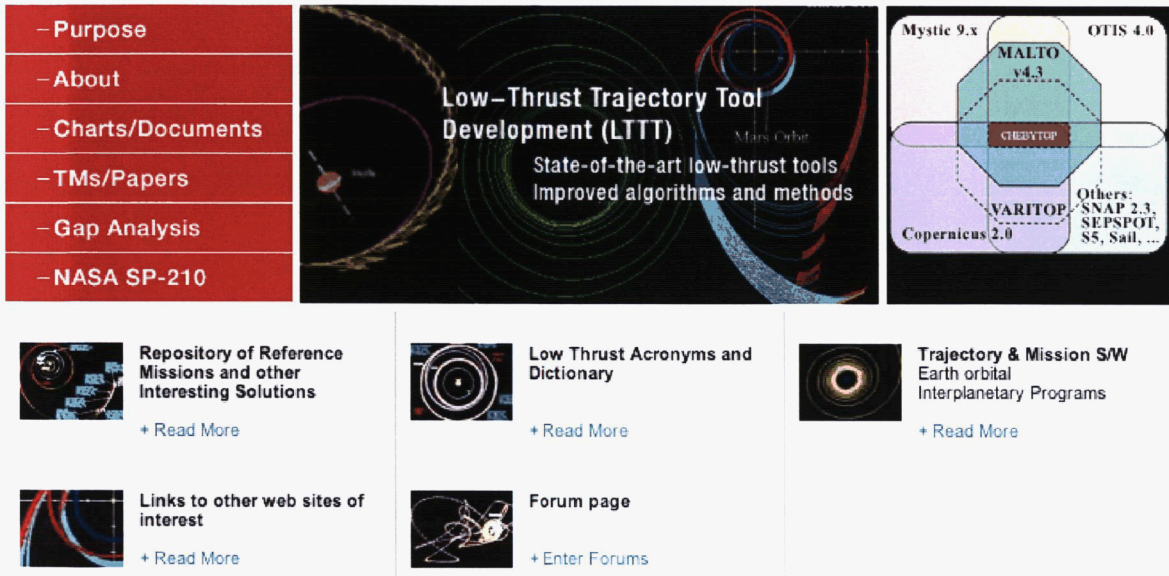 – Purpose
– About
– Charts/Documents
– TMs/Papers
– Gap Analysis
– NASA SP-210
Low–Thrust Trajectory Tool
Development (LTTT)
Mars Orbit
State-of-the-art low-thrust tools
Improved algorithms and methods
Mystic 9.x
OTIS 4.0
MALTO
v4.3
CHEBYTOP
VARITOP
Copernicus 2.0
Others:
SNAP 2.3,
SEPSPOT,
S5, Sail, ...
Repository of Reference
Missions and other
Interesting Solutions
+ Read More
Low Thrust Acronyms and
Dictionary
+ Read More
Trajectory & Mission S/W
Earth orbital
Interplanetary Programs
+ Read More
Links to other web sites of
interest
+ Read More
Forum page
+ Enter Forums